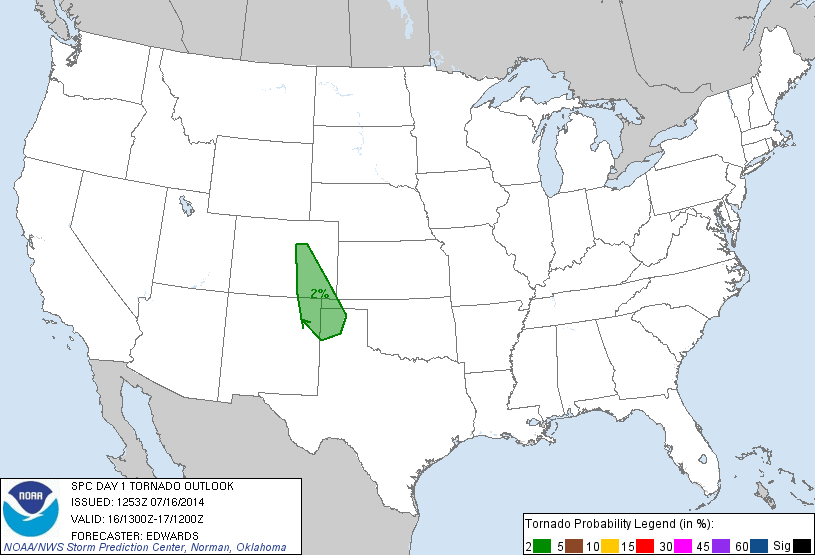 2%
NOAA
SPC DAY 1 TORNADO OUTLOOK
ISSUED: 1253Z 07/16/2014
VALID: 16/1300Z-17/1200Z
FORECASTER: EDWARDS
NOAA/NWS Storm Prediction Center, Norman, Oklahoma
Tornado Probability Legend (in %):
2 5 10 15 30 45 60 Sig